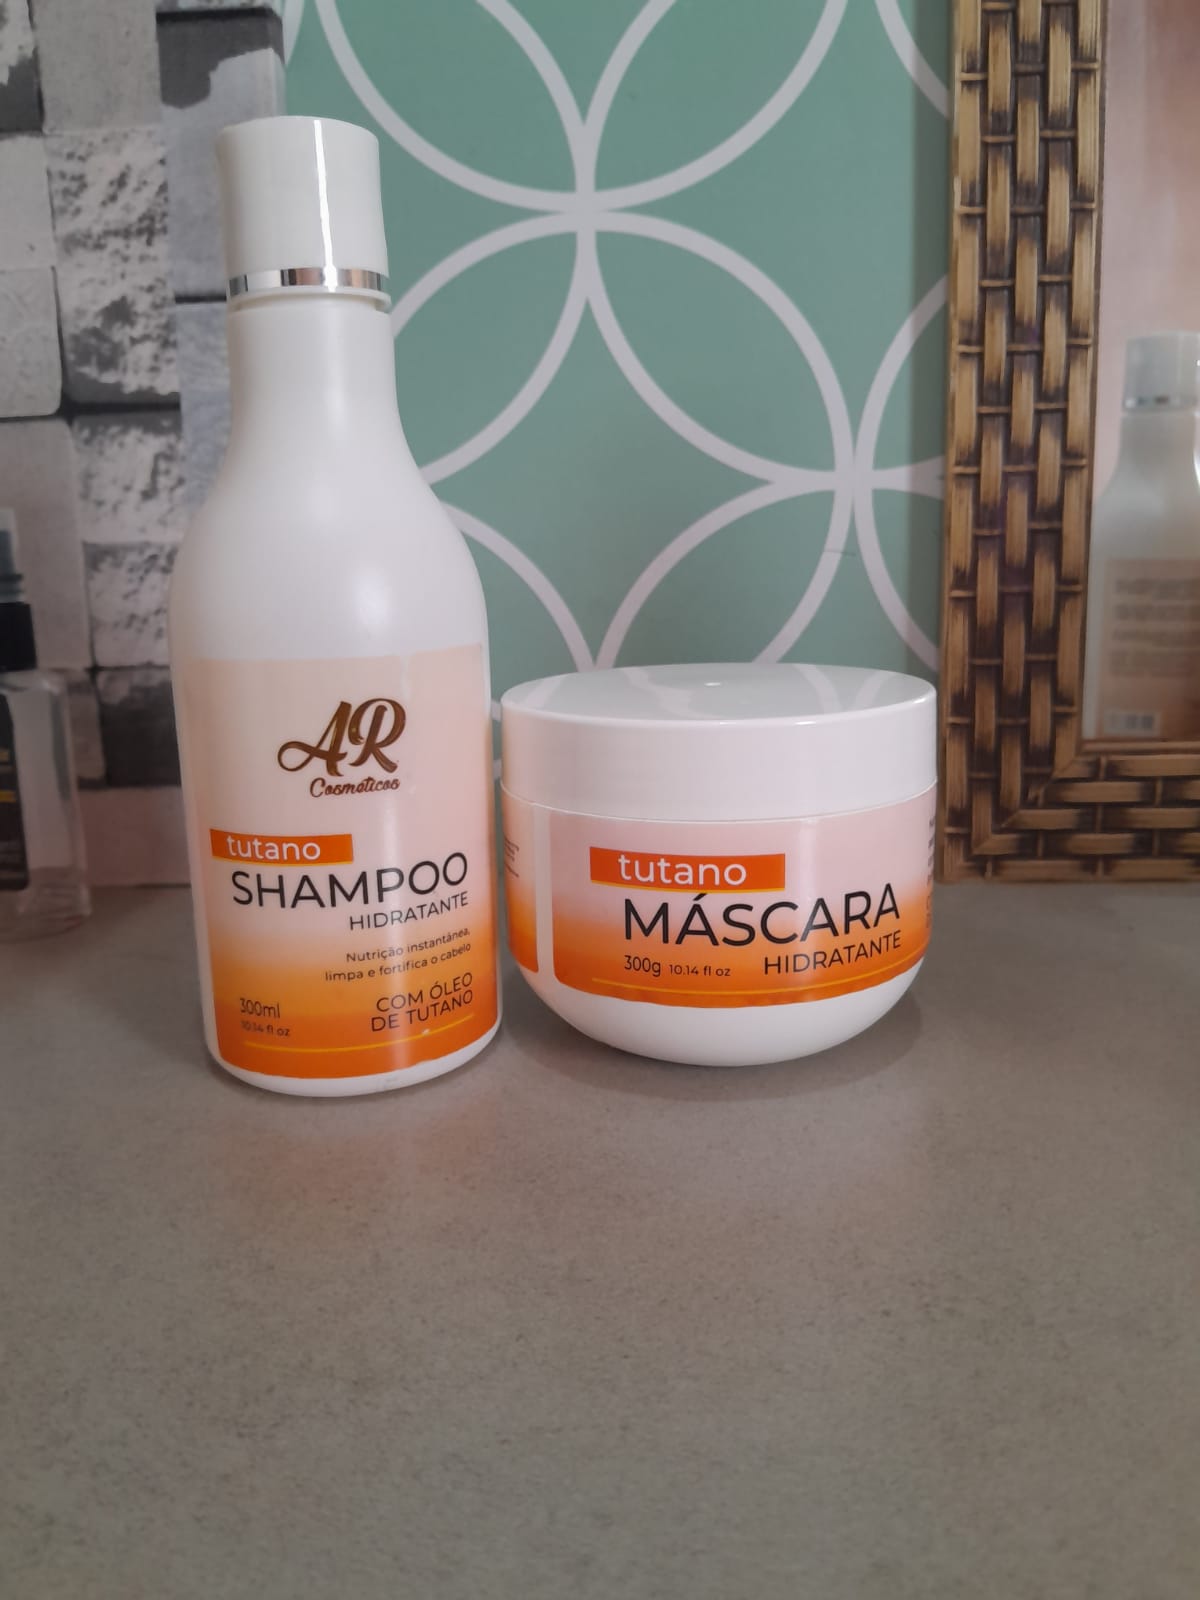 AR
Cosméticos
tutano
SHAMPOO
HIDRATANTE
Nutrição instantânea,
limpa e fortifica o cabelo
COM ÓLEO
DE TUTANO
300ml
10.14 fl oz
tutano
MÁSCARA
HIDRATANTE
300g 10.14 fl oz